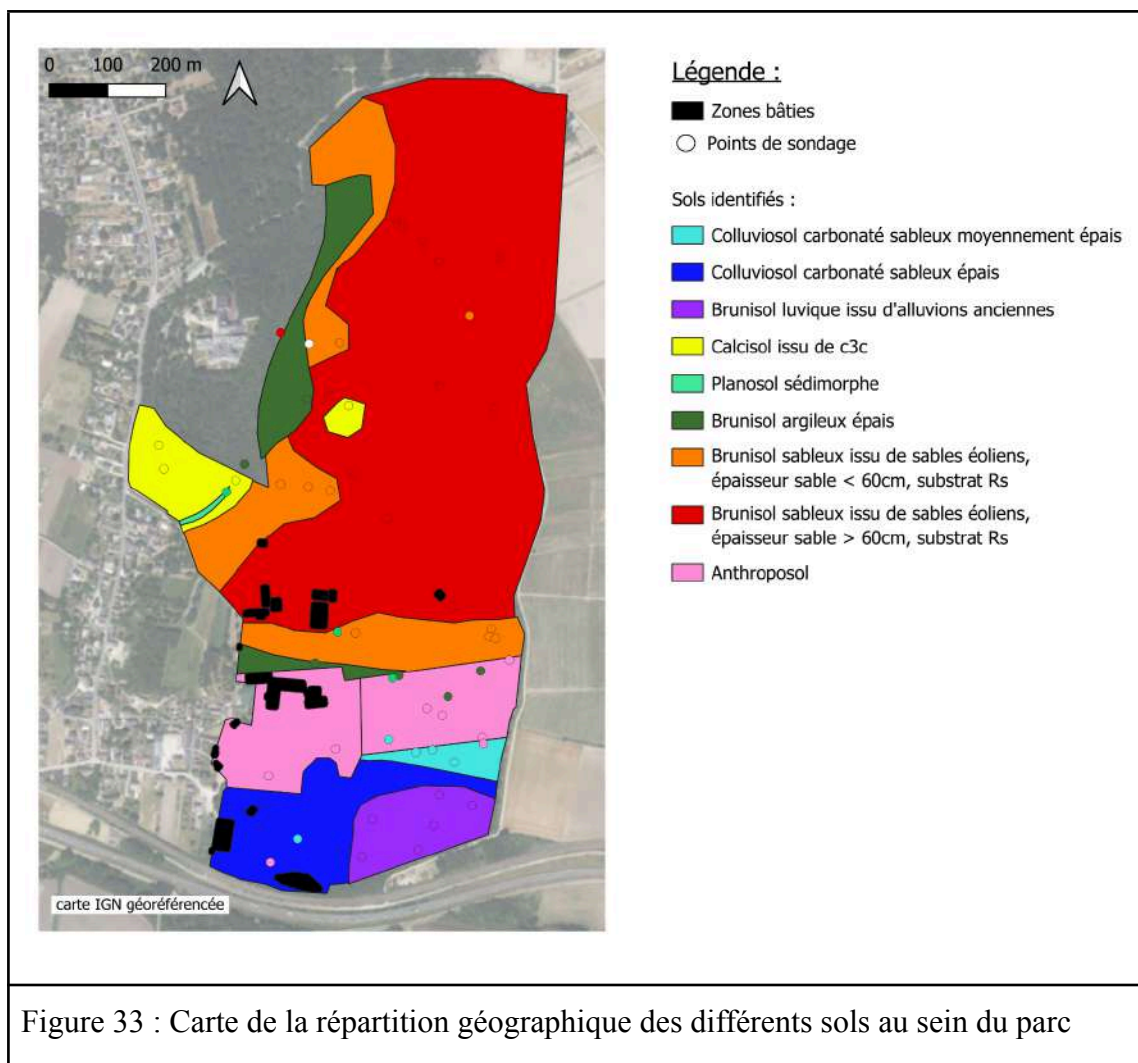 0 100 200 m
carte IGN géoréférencée
Légende :
Zones bâties
Points de sondage
Sols identifiés :
Colluviosol carbonaté sableux moyennement épais
Colluviosol carbonaté sableux épais
Brunisol luvique issu d'alluvions anciennes
Calcisol issu de c3c
Planosol sédimorphe
Brunisol argileux épais
Brunisol sableux issu de sables éoliens,
épaisseur sable < 60cm, substrat Rs
Brunisol sableux issu de sables éoliens,
épaisseur sable > 60cm, substrat Rs
Anthroposol
Figure 33 : Carte de la répartition géographique des différents sols au sein du parc